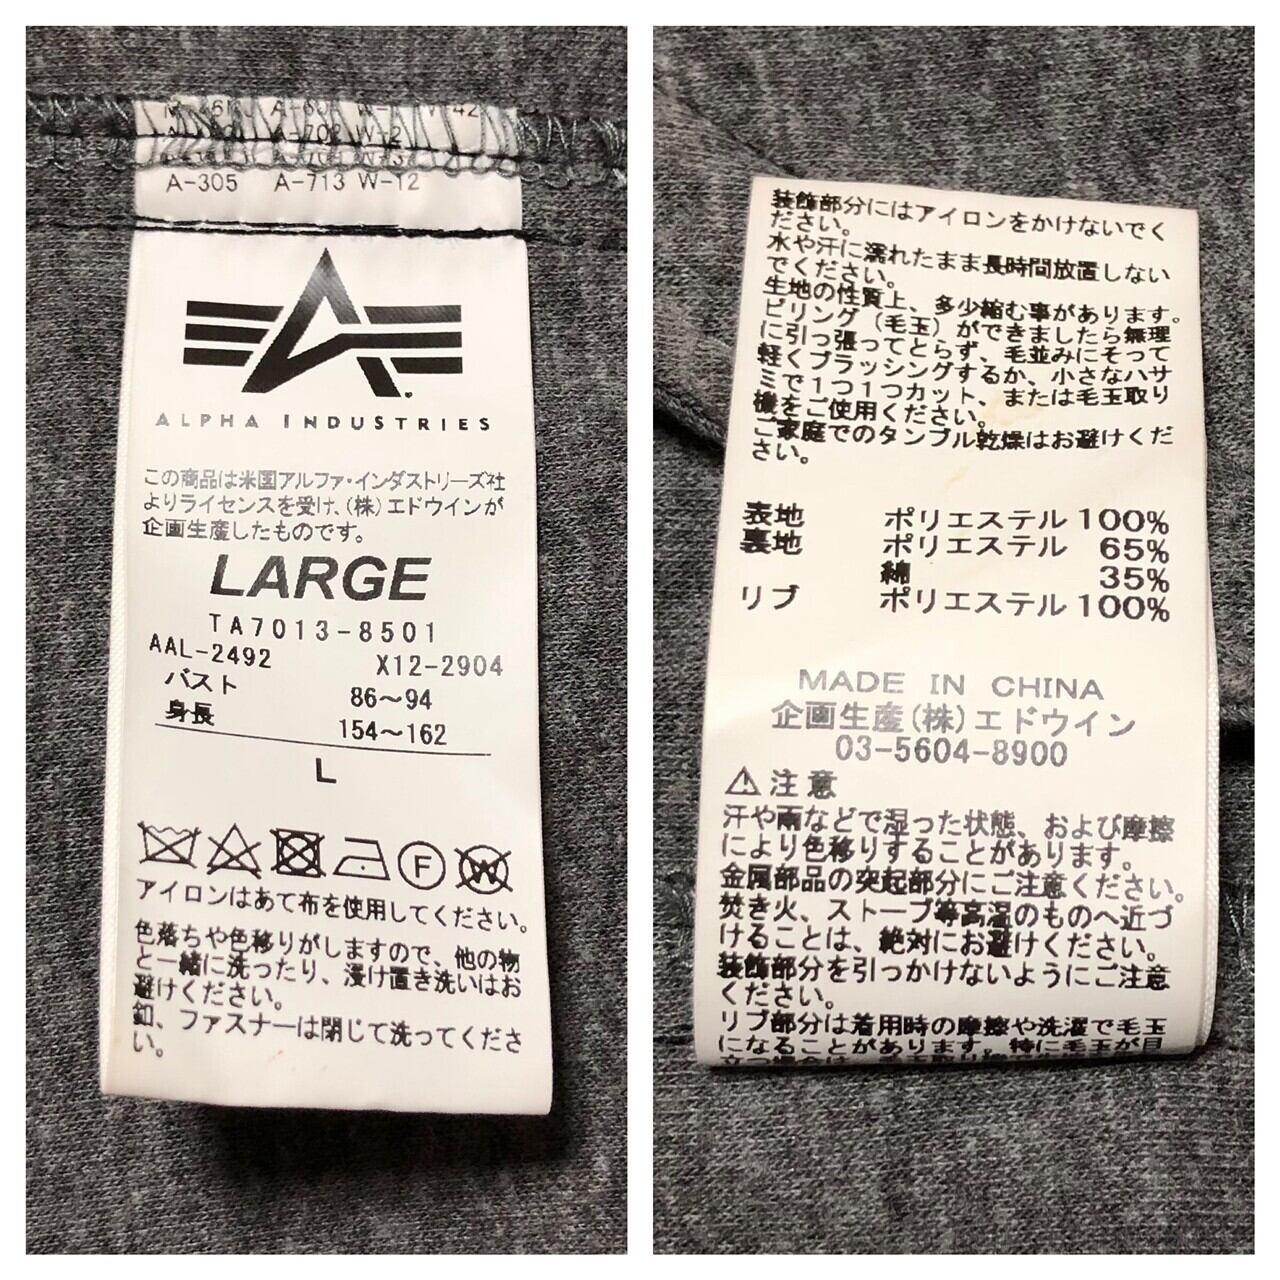 A-305 A-713 W-12
ALPHA INDUSTRIES
この商品は米国アルファ・インダストリーズ社
よりライセンスを受け、(株)エドウインが
企画生産したものです。
LARGE
TA7013-8501
AAL-2492 X12-2904
バスト 86～94
身長 154～162
L
F
W
アイロンはあて布を使用してください。
色落ちや色移りがしますので、他の物
と一緒に洗ったり、浸け置き洗いはお
避けください。
釦、ファスナーは閉じて洗ってくださ
い。
装飾部分にはアイロンをかけないでく
ださい。
水や汗に濡れたまま長時間放置しない
でください。
生地の性質上、多少縮む事があります。
ピリング(毛玉)ができましたら無理
に引っ張ってとらず、毛並みにそって
軽くブラッシングするか、小さなハサ
ミで1つ1つカット、または毛玉取り
機をご使用ください。
ご家庭でのタンブル乾燥はお避けくだ
さい。
表地 ポリエステル 100%
裏地 ポリエステル 65%
綿 35%
リブ ポリエステル 100%
MADE IN CHINA
企画生産(株)エドウイン
03-5604-8900
⚠注意
汗や雨などで湿った状態、および摩擦
により色移りすることがあります。
金属部品の突起部分にご注意ください。
焚き火、ストーブ等高温のものへ近づ
けることは、絶対にお避けください。
装飾部分を引っかけないようにご注意
ください。
リブ部分は着用時の摩擦や洗濯で毛玉
になることがあります。特に毛玉が目